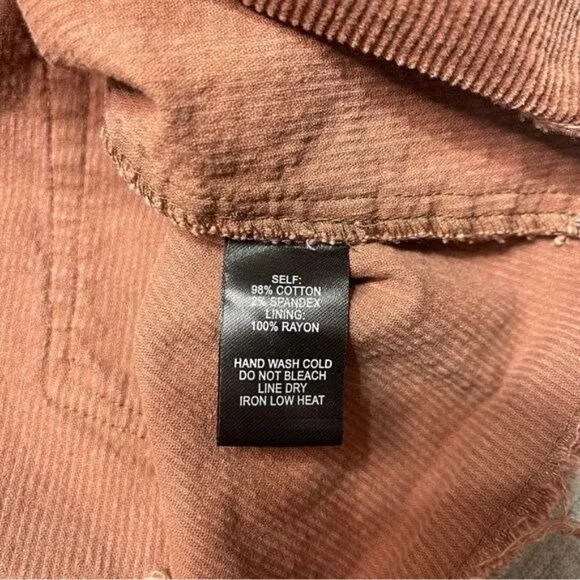 SELF:
98% COTTON
2% SPANDEX
LINING:
100% RAYON
HAND WASH COLD
DO NOT BLEACH
LINE DRY
IRON LOW HEAT